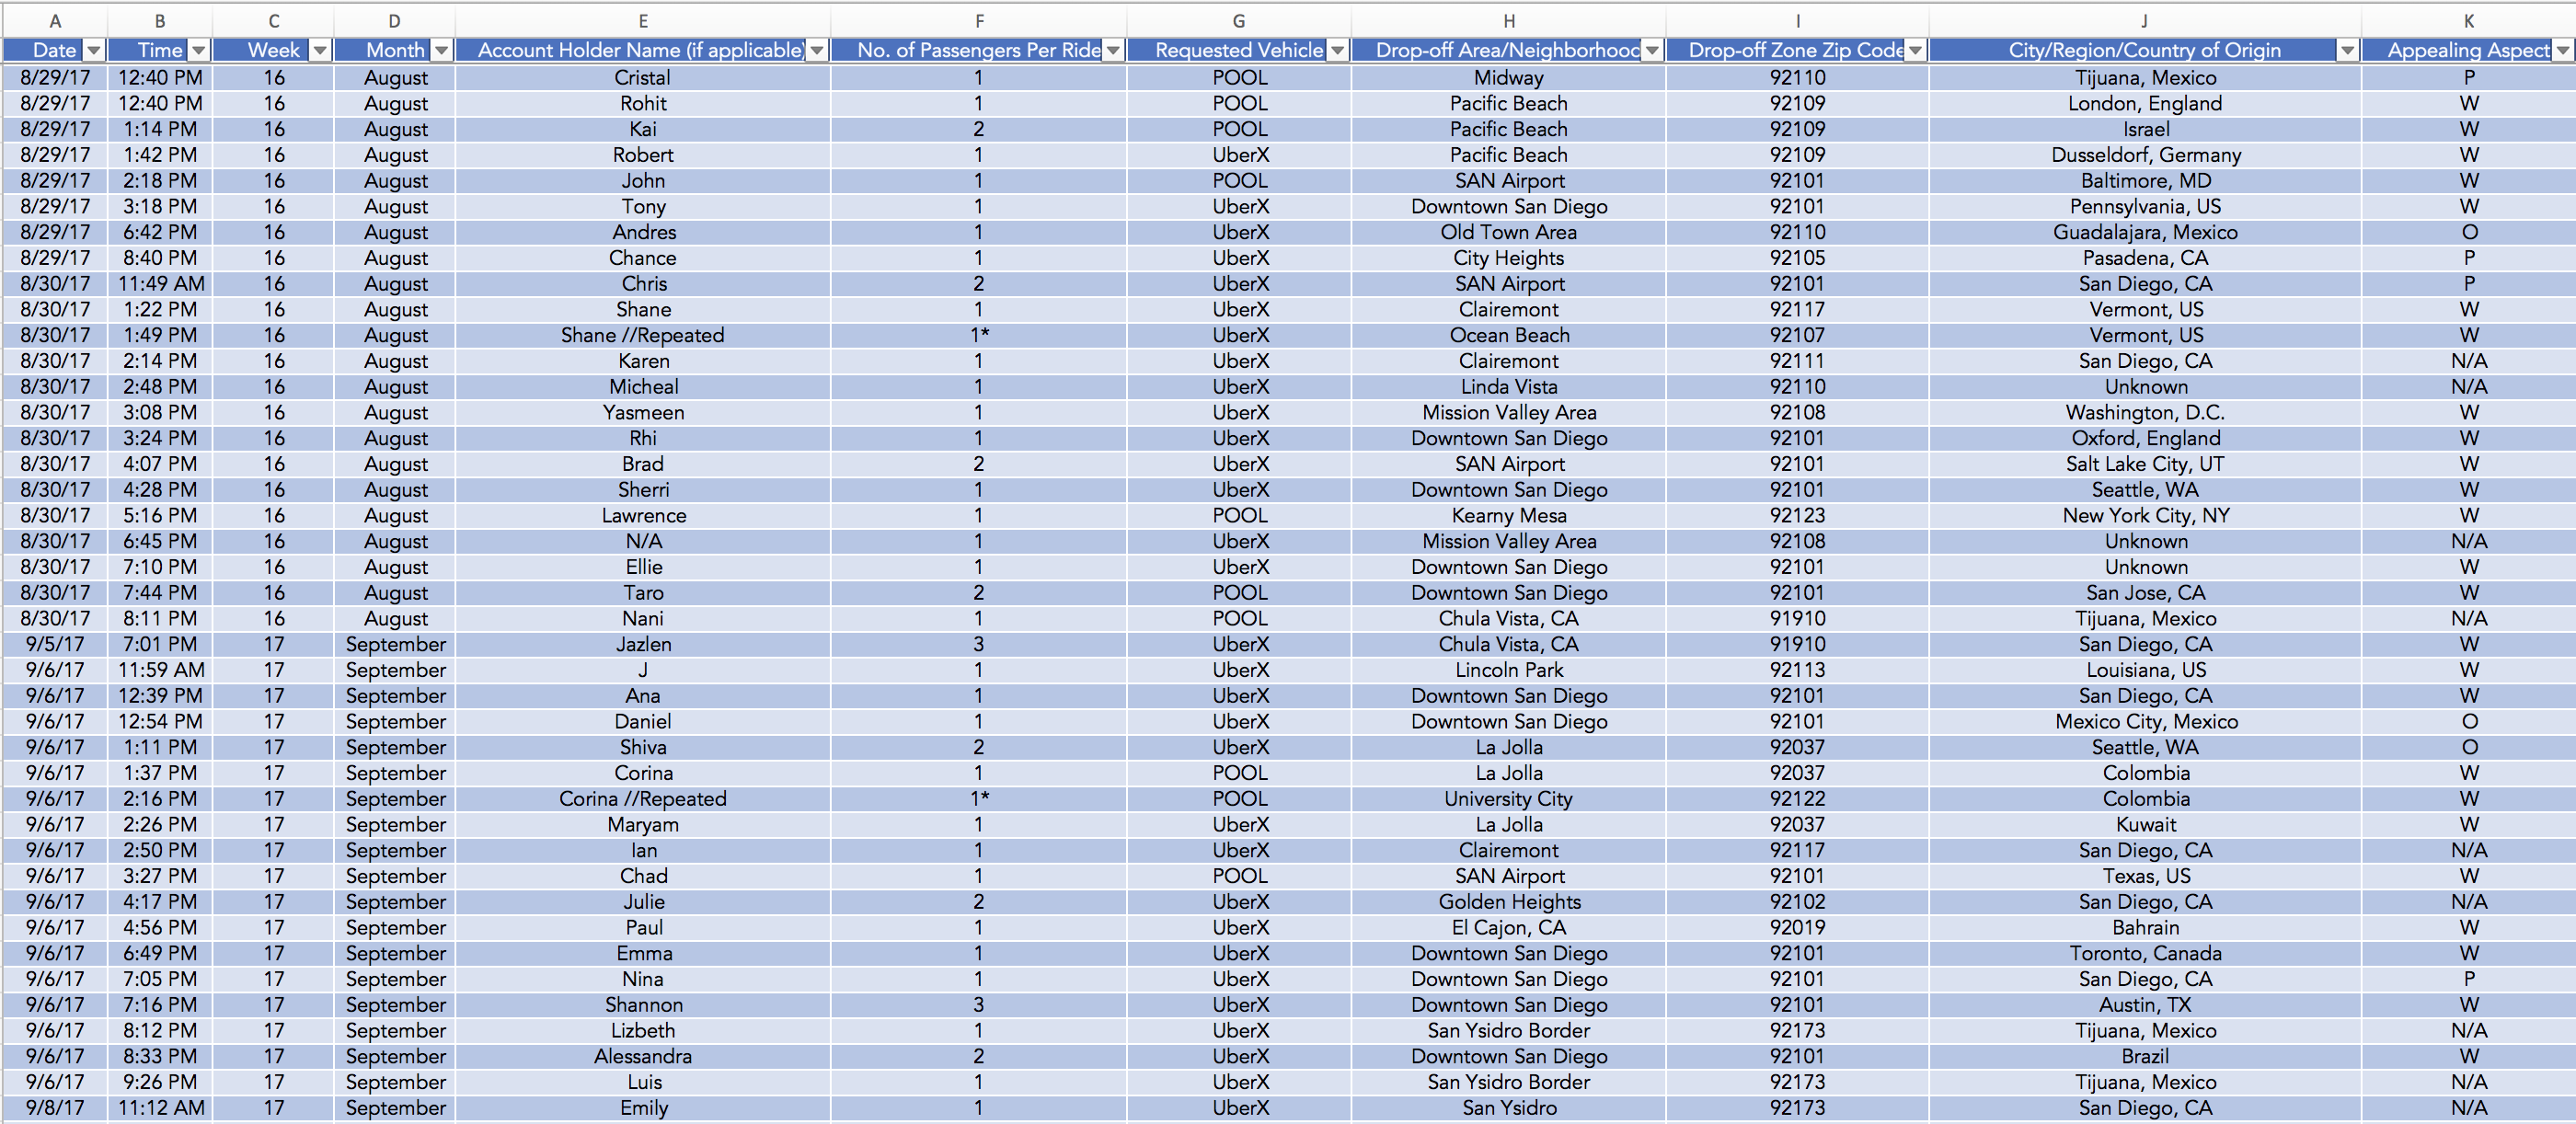 A B C D E F G H I J K
Date Time Week Month Account Holder Name (if applicable) No. of Passengers Per Ride Requested Vehicle Drop-off Area/Neighborhood Drop-off Zone Zip Code City/Region/Country of Origin Appealing Aspect
8/29/17 12:40 PM 16 August Cristal 1 POOL Midway 92110 Tijuana, Mexico P
8/29/17 12:40 PM 16 August Rohit 1 POOL Pacific Beach 92109 London, England W
8/29/17 1:14 PM 16 August Kai 2 POOL Pacific Beach 92109 Israel W
8/29/17 1:42 PM 16 August Robert 1 UberX Pacific Beach 92109 Dusseldorf, Germany W
8/29/17 2:18 PM 16 August John 1 POOL SAN Airport 92101 Baltimore, MD W
8/29/17 3:18 PM 16 August Tony 1 UberX Downtown San Diego 92101 Pennsylvania, US W
8/29/17 6:42 PM 16 August Andres 1 UberX Old Town Area 92110 Guadalajara, Mexico O
8/29/17 8:40 PM 16 August Chance 1 UberX City Heights 92105 Pasadena, CA P
8/30/17 11:49 AM 16 August Chris 2 UberX SAN Airport 92101 San Diego, CA P
8/30/17 1:22 PM 16 August Shane 1 UberX Clairemont 92117 Vermont, US W
8/30/17 1:49 PM 16 August Shane //Repeated 1* UberX Ocean Beach 92107 Vermont, US W
8/30/17 2:14 PM 16 August Karen 1 UberX Clairemont 92111 San Diego, CA N/A
8/30/17 2:48 PM 16 August Micheal 1 UberX Linda Vista 92110 Unknown N/A
8/30/17 3:08 PM 16 August Yasmeen 1 UberX Mission Valley Area 92108 Washington, D.C. W
8/30/17 3:24 PM 16 August Rhi 1 UberX Downtown San Diego 92101 Oxford, England W
8/30/17 4:07 PM 16 August Brad 2 UberX SAN Airport 92101 Salt Lake City, UT W
8/30/17 4:28 PM 16 August Sherri 1 UberX Downtown San Diego 92101 Seattle, WA W
8/30/17 5:16 PM 16 August Lawrence 1 POOL Kearny Mesa 92123 New York City, NY W
8/30/17 6:45 PM 16 August N/A 1 UberX Mission Valley Area 92108 Unknown N/A
8/30/17 7:10 PM 16 August Ellie 1 UberX Downtown San Diego 92101 Unknown W
8/30/17 7:44 PM 16 August Taro 2 POOL Downtown San Diego 92101 San Jose, CA W
8/30/17 8:11 PM 16 August Nani 1 POOL Chula Vista, CA 91910 Tijuana, Mexico N/A
9/5/17 7:01 PM 17 September Jazlen 3 UberX Chula Vista, CA 91910 San Diego, CA W
9/6/17 11:59 AM 17 September J 1 UberX Lincoln Park 92113 Louisiana, US W
9/6/17 12:39 PM 17 September Ana 1 UberX Downtown San Diego 92101 San Diego, CA W
9/6/17 12:54 PM 17 September Daniel 1 UberX Downtown San Diego 92101 Mexico City, Mexico O
9/6/17 1:11 PM 17 September Shiva 2 UberX La Jolla 92037 Seattle, WA O
9/6/17 1:37 PM 17 September Corina 1 POOL La Jolla 92037 Colombia W
9/6/17 2:16 PM 17 September Corina //Repeated 1* POOL University City 92122 Colombia W
9/6/17 2:26 PM 17 September Maryam 1 UberX La Jolla 92037 Kuwait W
9/6/17 2:50 PM 17 September Ian 1 UberX Clairemont 92117 San Diego, CA N/A
9/6/17 3:27 PM 17 September Chad 1 POOL SAN Airport 92101 Texas, US W
9/6/17 4:17 PM 17 September Julie 2 UberX Golden Heights 92102 San Diego, CA N/A
9/6/17 4:56 PM 17 September Paul 1 UberX El Cajon, CA 92019 Bahrain W
9/6/17 6:49 PM 17 September Emma 1 UberX Downtown San Diego 92101 Toronto, Canada W
9/6/17 7:05 PM 17 September Nina 1 UberX Downtown San Diego 92101 San Diego, CA P
9/6/17 7:16 PM 17 September Shannon 3 UberX Downtown San Diego 92101 Austin, TX W
9/6/17 8:12 PM 17 September Lizbeth 1 UberX San Ysidro Border 92173 Tijuana, Mexico N/A
9/6/17 8:33 PM 17 September Alessandra 2 UberX Downtown San Diego 92101 Brazil W
9/6/17 9:26 PM 17 September Luis 1 UberX San Ysidro Border 92173 Tijuana, Mexico N/A
9/8/17 11:12 AM 17 September Emily 1 UberX San Ysidro 92173 San Diego, CA N/A